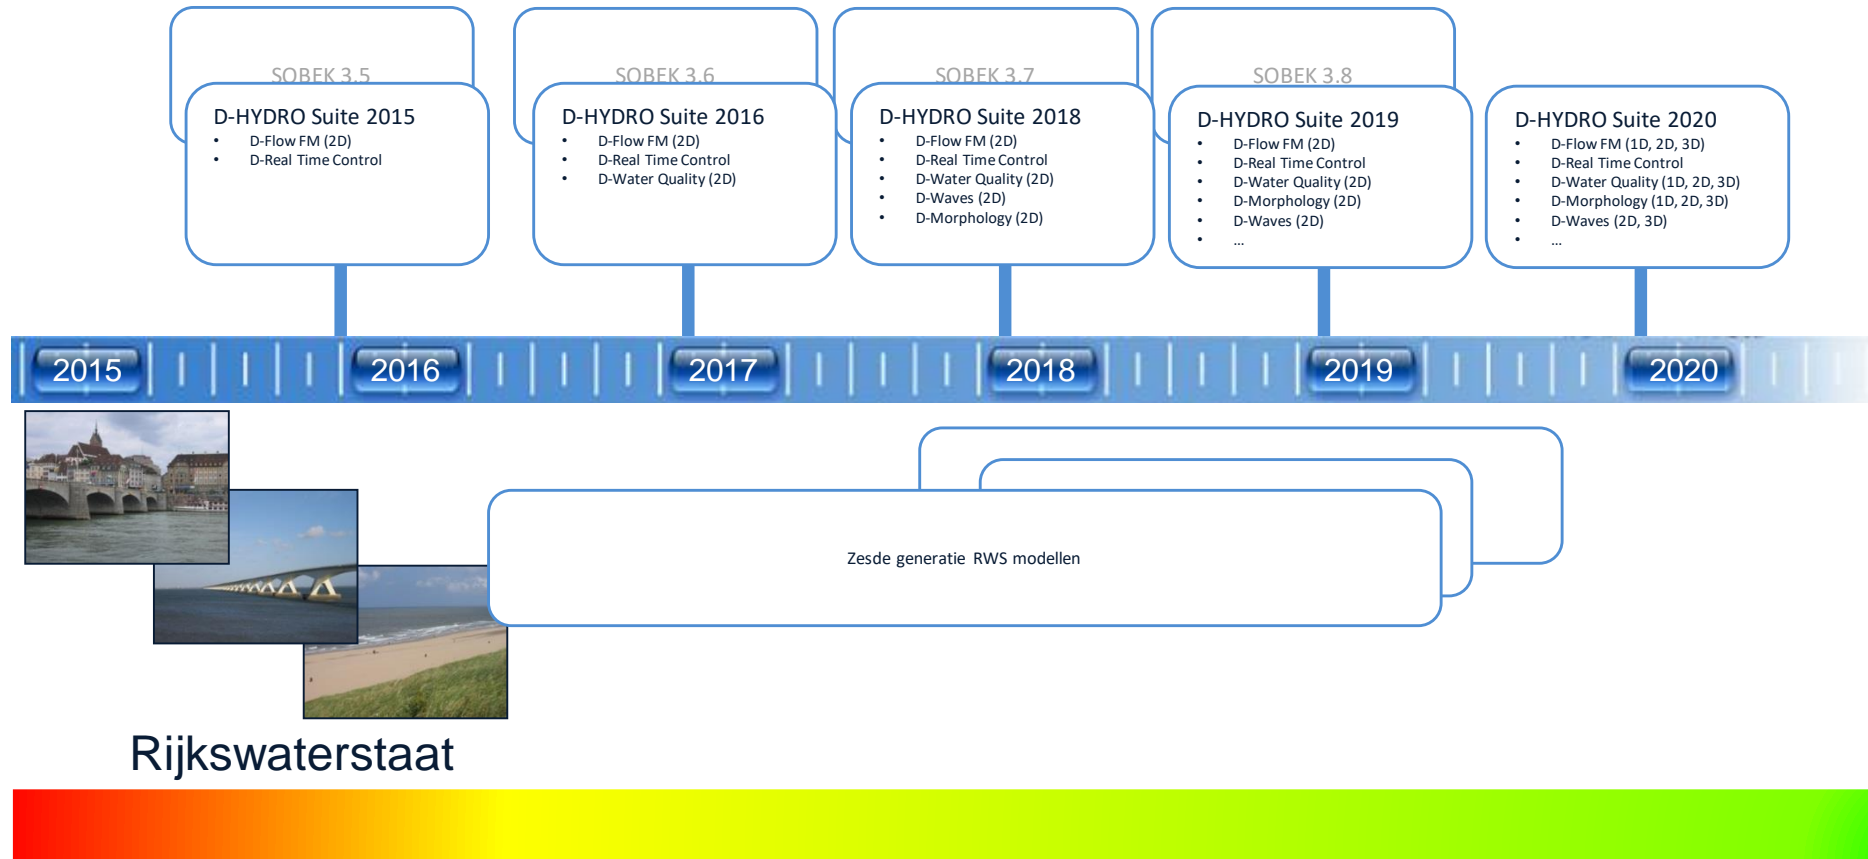 SOBEK 3.5
D-HYDRO Suite 2015
• D-Flow FM (2D)
• D-Real Time Control
SOBEK 3.6
D-HYDRO Suite 2016
• D-Flow FM (2D)
• D-Real Time Control
• D-Water Quality (2D)
SOBEK 3.7
D-HYDRO Suite 2018
• D-Flow FM (2D)
• D-Real Time Control
• D-Water Quality (2D)
• D-Waves (2D)
• D-Morphology (2D)
SOBEK 3.8
D-HYDRO Suite 2019
• D-Flow FM (2D)
• D-Real Time Control
• D-Water Quality (2D)
• D-Morphology (2D)
• D-Waves (2D)
• ...
D-HYDRO Suite 2020
• D-Flow FM (1D, 2D, 3D)
• D-Real Time Control
• D-Water Quality (1D, 2D, 3D)
• D-Morphology (1D, 2D, 3D)
• D-Waves (2D, 3D)
• ...
2015 2016 2017 2018 2019 2020
Zesde generatie RWS modellen
Rijkswaterstaat